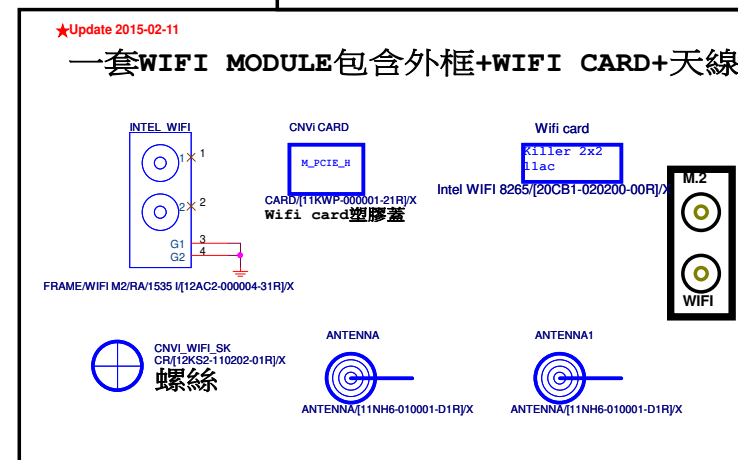 ★Update 2015-02-11
一套WIFI MODULE包含外框+WIFI CARD+天線
INTEL_WIFI
1
1
2
2
G1
3
G2
4
FRAME/WIFI M2/RA/1535 I/[12AC2-000004-31R]/X
CNVi CARD
M_PCIE_H
CARD/[11KWP-000001-21R]/X
Wifi card塑膠蓋
Wifi card
Killer 2x2
11ac
Intel WIFI 8265/[20CB1-020200-00R]/X
M.2
WIFI
CNVI_WIFI_SK
CR/[12KS2-110202-01R]/X
螺絲
ANTENNA
ANTENNA/[11NH6-010001-D1R]/X
ANTENNA1
ANTENNA/[11NH6-010001-D1R]/X